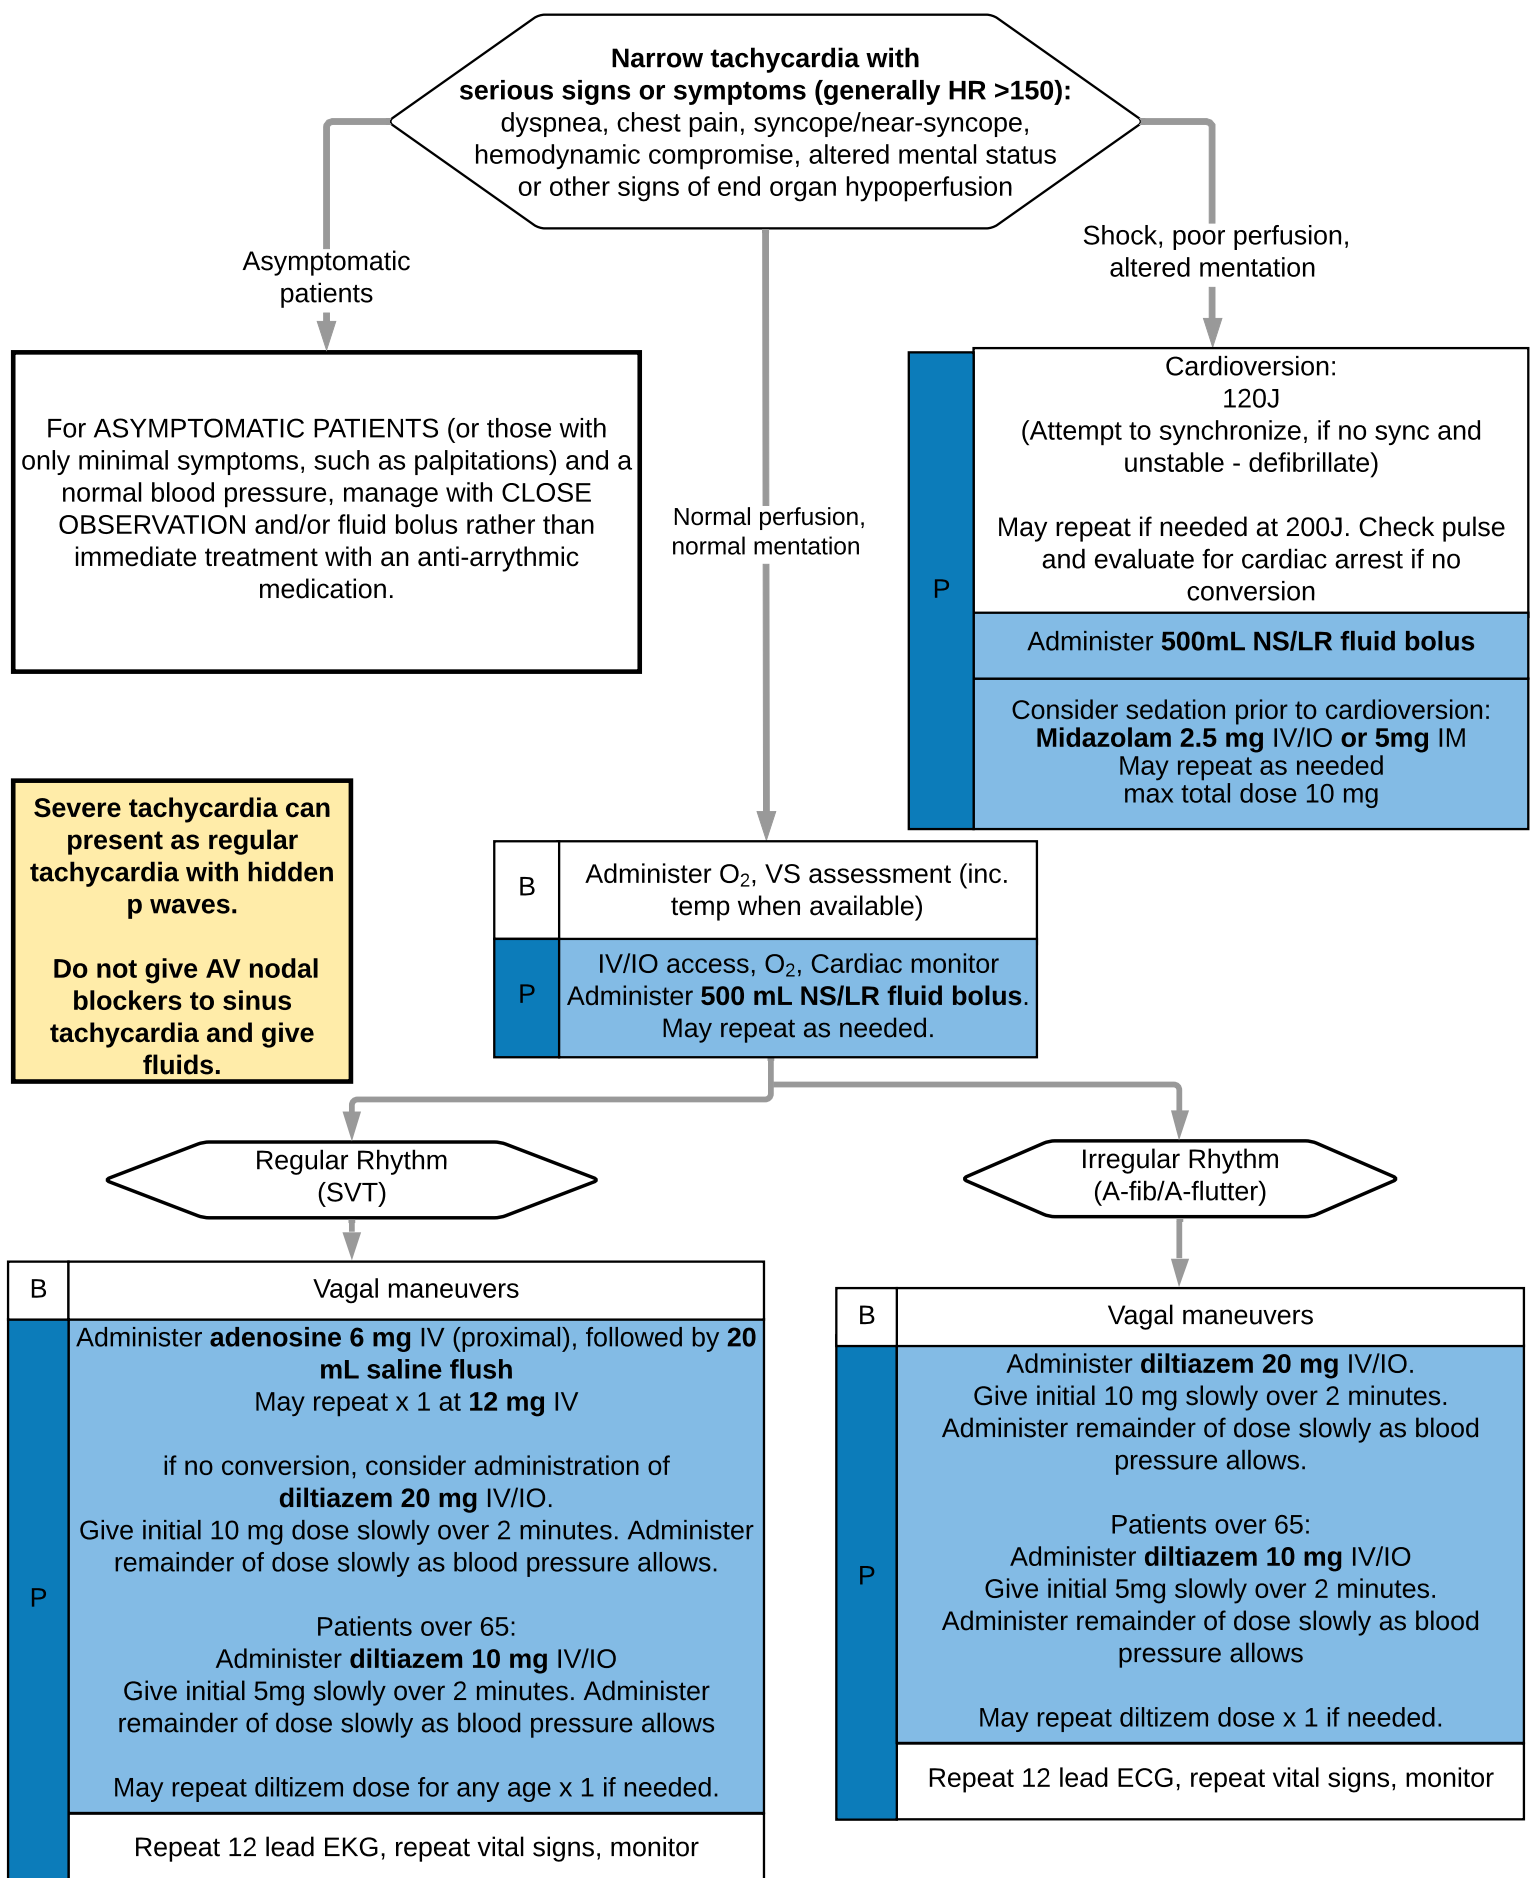 Narrow tachycardia with
serious signs or symptoms (generally HR >150):
dyspnea, chest pain, syncope/near-syncope,
hemodynamic compromise, altered mental status
or other signs of end organ hypoperfusion
Asymptomatic
patients
Shock, poor perfusion,
altered mentation
For ASYMPTOMATIC PATIENTS (or those with
only minimal symptoms, such as palpitations) and a
normal blood pressure, manage with CLOSE
OBSERVATION and/or fluid bolus rather than
immediate treatment with an anti-arrythmic
medication.
Normal perfusion,
normal mentation
P
Cardioversion:
120J
(Attempt to synchronize, if no sync and
unstable - defibrillate)
May repeat if needed at 200J. Check pulse
and evaluate for cardiac arrest if no
conversion
Administer 500mL NS/LR fluid bolus
Consider sedation prior to cardioversion:
Midazolam 2.5 mg IV/IO or 5mg IM
May repeat as needed
max total dose 10 mg
Severe tachycardia can
present as regular
tachycardia with hidden
p waves.
Do not give AV nodal
blockers to sinus
tachycardia and give
fluids.
B
Administer O₂, VS assessment (inc.
temp when available)
P
IV/IO access, O₂, Cardiac monitor
Administer 500 mL NS/LR fluid bolus.
May repeat as needed.
Regular Rhythm
(SVT)
B
Vagal maneuvers
P
Administer adenosine 6 mg IV (proximal), followed by 20
mL saline flush
May repeat x 1 at 12 mg IV
if no conversion, consider administration of
diltiazem 20 mg IV/IO.
Give initial 10 mg dose slowly over 2 minutes. Administer
remainder of dose slowly as blood pressure allows.
Patients over 65:
Administer diltiazem 10 mg IV/IO
Give initial 5mg slowly over 2 minutes. Administer
remainder of dose slowly as blood pressure allows
May repeat diltizem dose for any age x 1 if needed.
Repeat 12 lead EKG, repeat vital signs, monitor
Irregular Rhythm
(A-fib/A-flutter)
B
Vagal maneuvers
P
Administer diltiazem 20 mg IV/IO.
Give initial 10 mg slowly over 2 minutes.
Administer remainder of dose slowly as blood
pressure allows.
Patients over 65:
Administer diltiazem 10 mg IV/IO
Give initial 5mg slowly over 2 minutes.
Administer remainder of dose slowly as blood
pressure allows
May repeat diltizem dose x 1 if needed.
Repeat 12 lead ECG, repeat vital signs, monitor